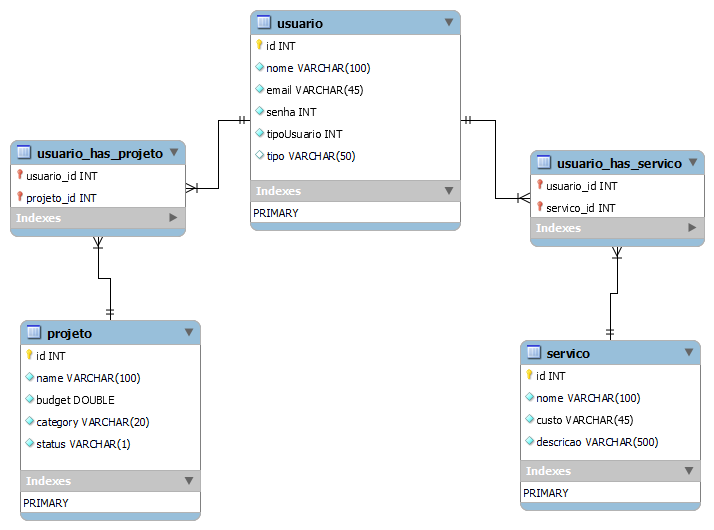 usuario
id INT
nome VARCHAR(100)
email VARCHAR(45)
senha INT
tipoUsuario INT
tipo VARCHAR(50)
Indexes
PRIMARY
usuario_has_projeto
usuario_id INT
projeto_id INT
Indexes
usuario_has_servico
usuario_id INT
servico_id INT
Indexes
projeto
id INT
name VARCHAR(100)
budget DOUBLE
category VARCHAR(20)
status VARCHAR(1)
Indexes
PRIMARY
servico
id INT
nome VARCHAR(100)
custo VARCHAR(45)
descricao VARCHAR(500)
Indexes
PRIMARY